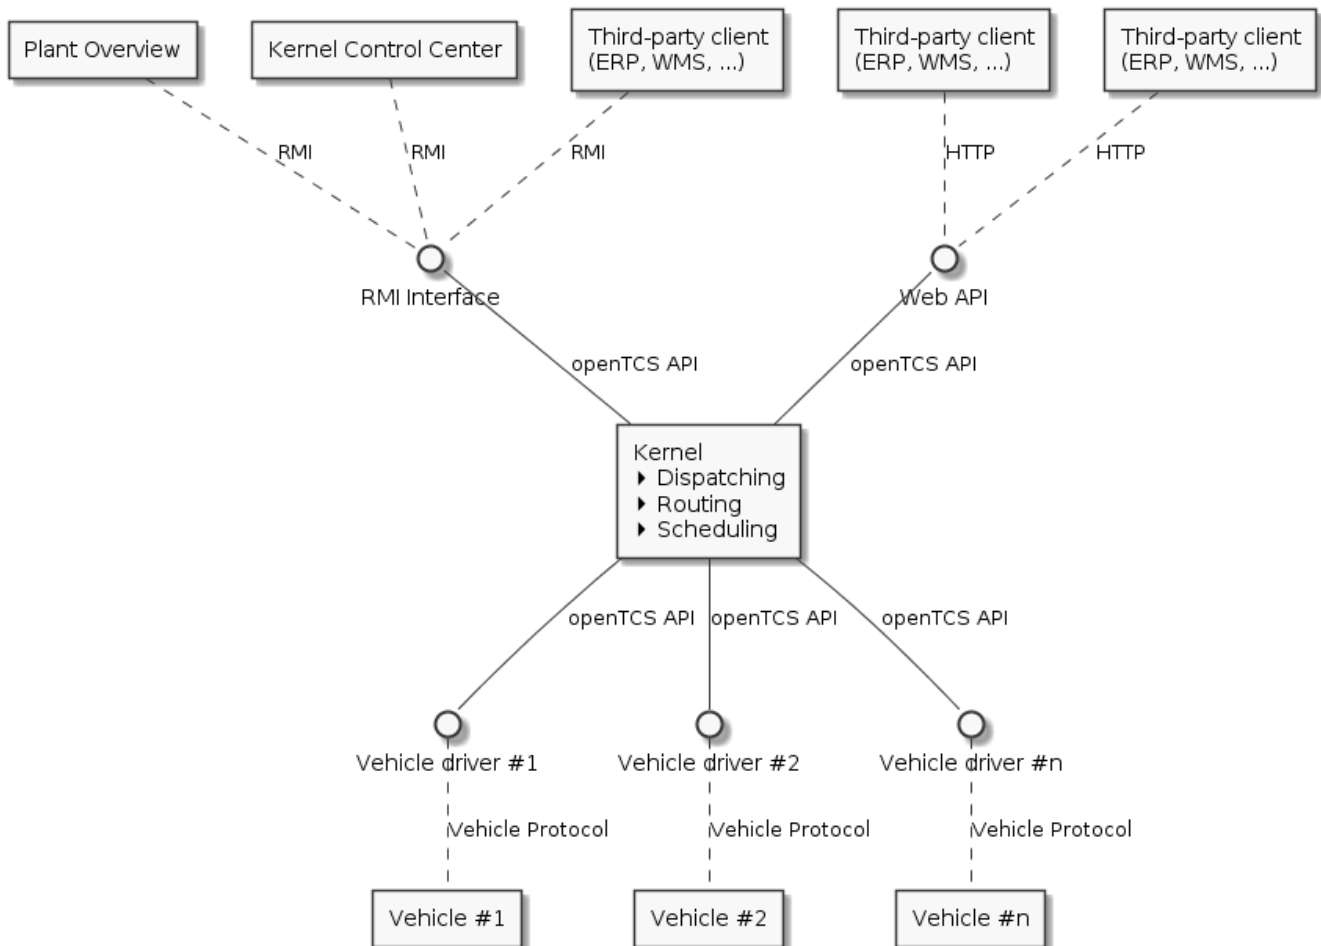 Plant Overview
Kernel Control Center
Third-party client
(ERP, WMS, ...)
Third-party client
(ERP, WMS, ...)
Third-party client
(ERP, WMS, ...)
RMI
RMI
RMI
HTTP
HTTP
RMI Interface
Web API
openTCS API
openTCS API
Kernel
Dispatching
Routing
Scheduling
openTCS API
openTCS API
openTCS API
Vehicle driver #1
Vehicle driver #2
Vehicle driver #n
Vehicle Protocol
Vehicle Protocol
Vehicle Protocol
Vehicle #1
Vehicle #2
Vehicle #n